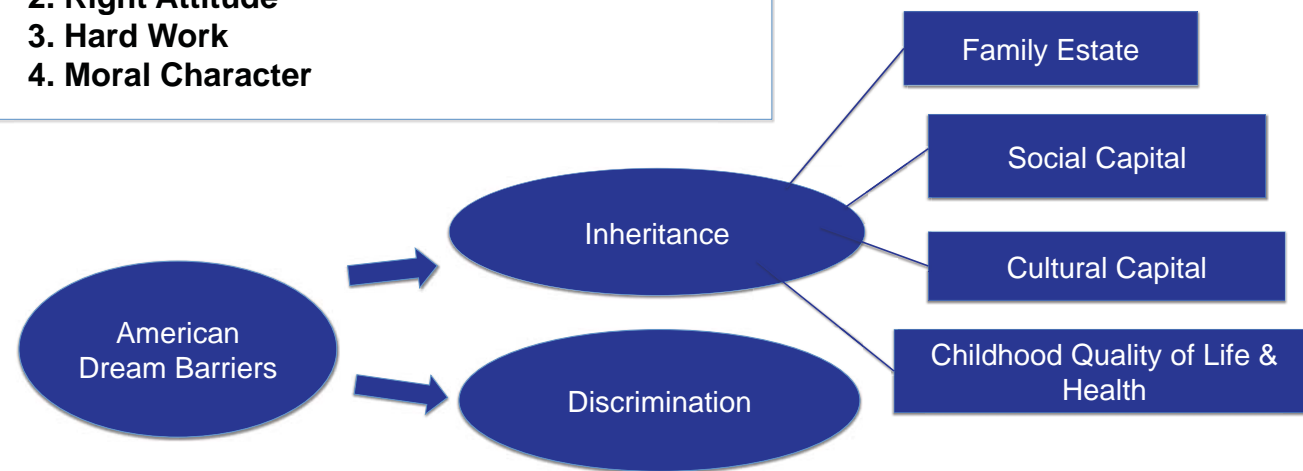 2. Right Attitude
3. Hard Work
4. Moral Character
Family Estate
Social Capital
Inheritance
Cultural Capital
American
Dream Barriers
Childhood Quality of Life &
Health
Discrimination